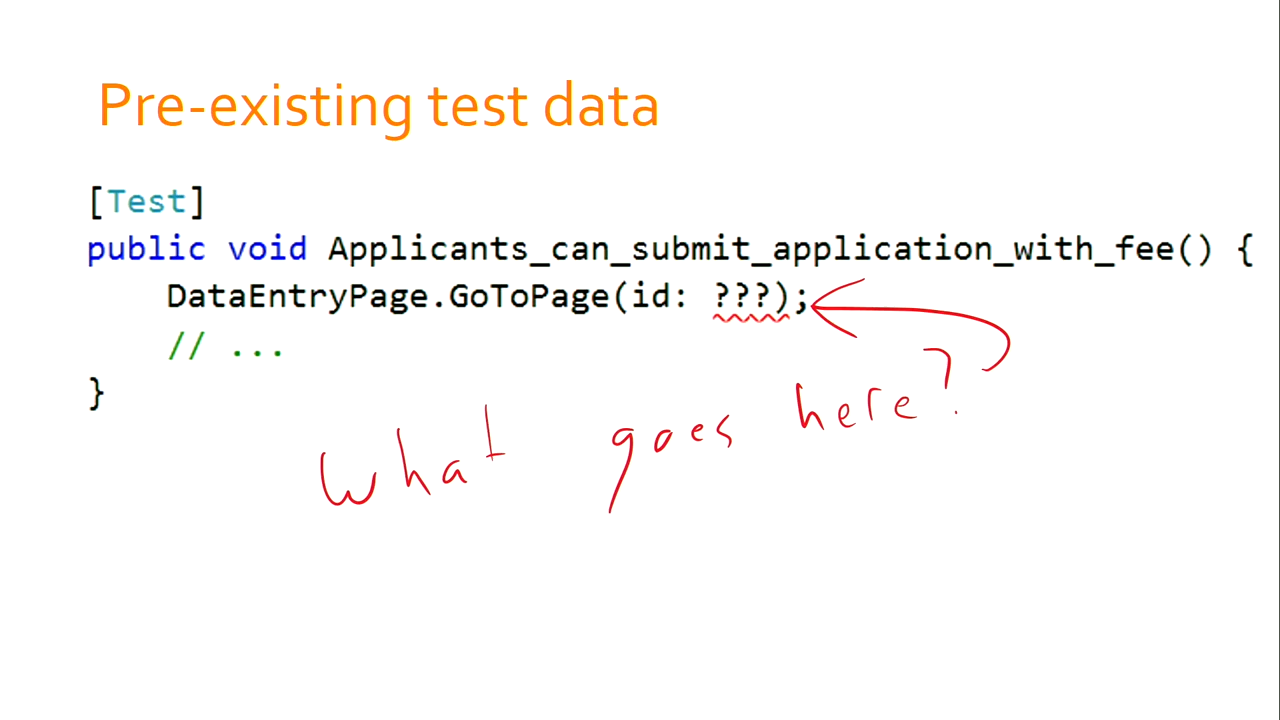 Pre-existing test data
[Test]
public void Applicants_can_submit_application_with_fee() {
DataEntryPage.GoToPage(id: ???);
// ...
}
what goes here?